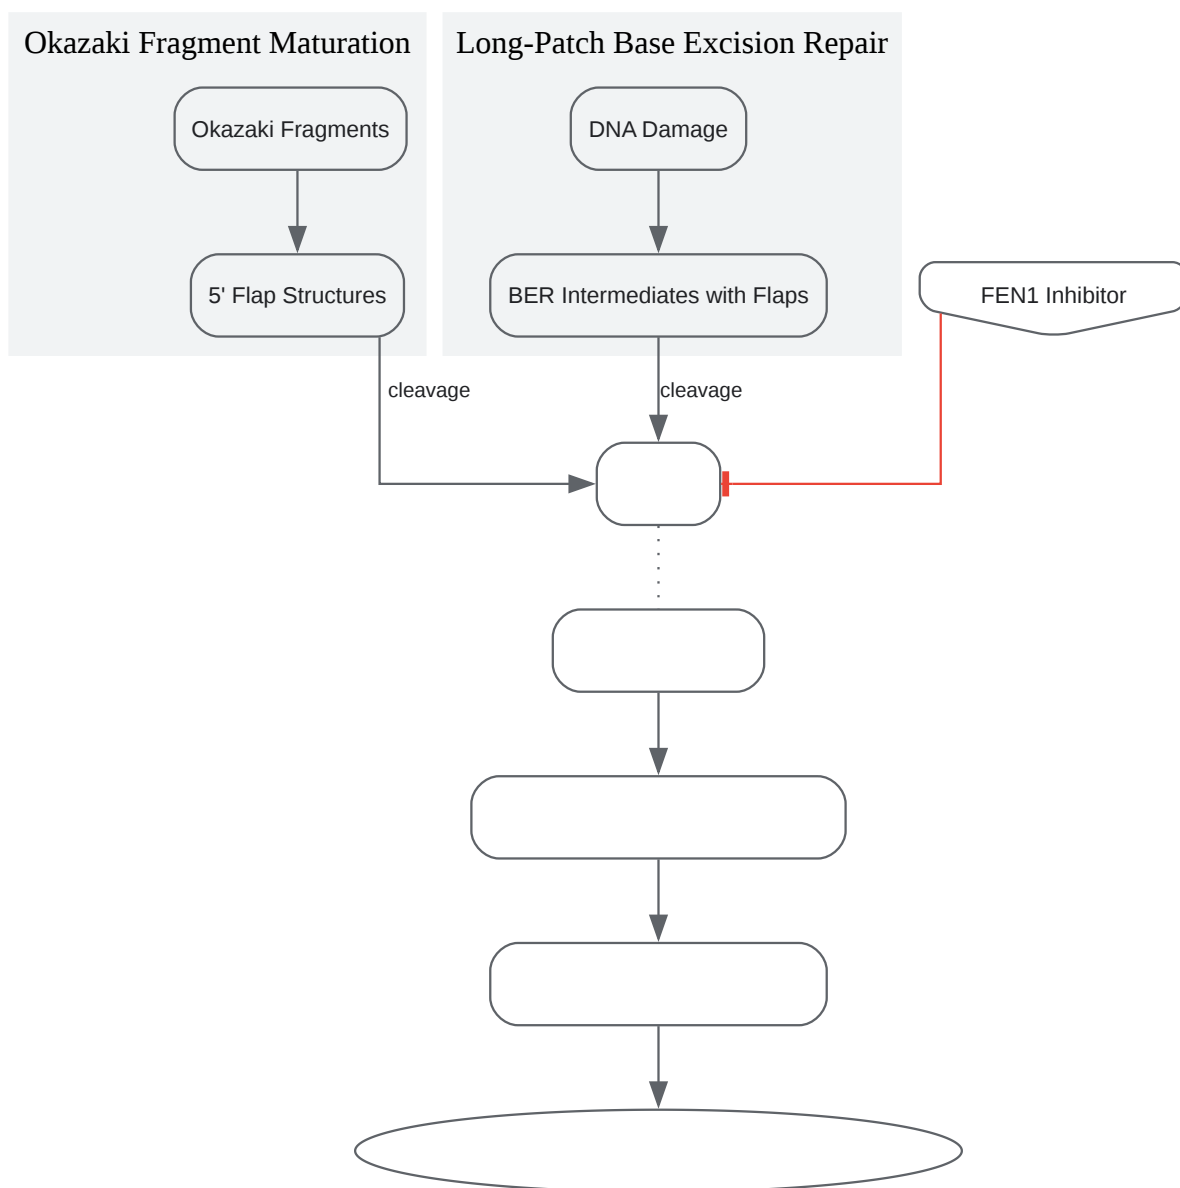 Okazaki Fragment Maturation
Long-Patch Base Excision Repair
Okazaki Fragments
DNA Damage
5' Flap Structures
BER Intermediates with Flaps
FEN1 Inhibitor
cleavage
cleavage